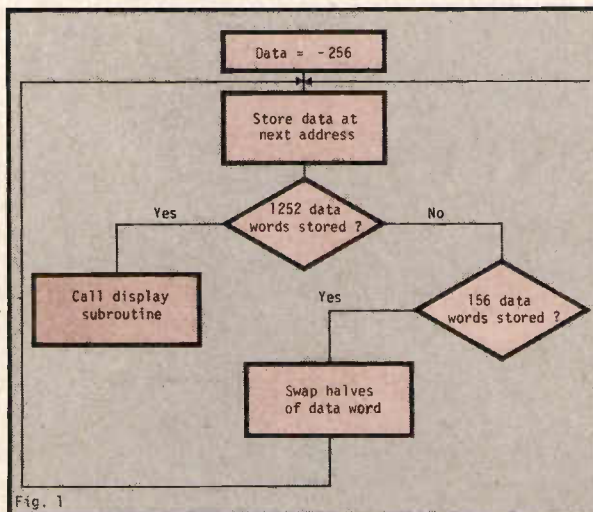 Data = -256
Store data at
next address
1252 data
words stored ?
Yes
No
Call display
subroutine
156 data
words stored ?
Yes
Swap halves
of data word
Fig. 1